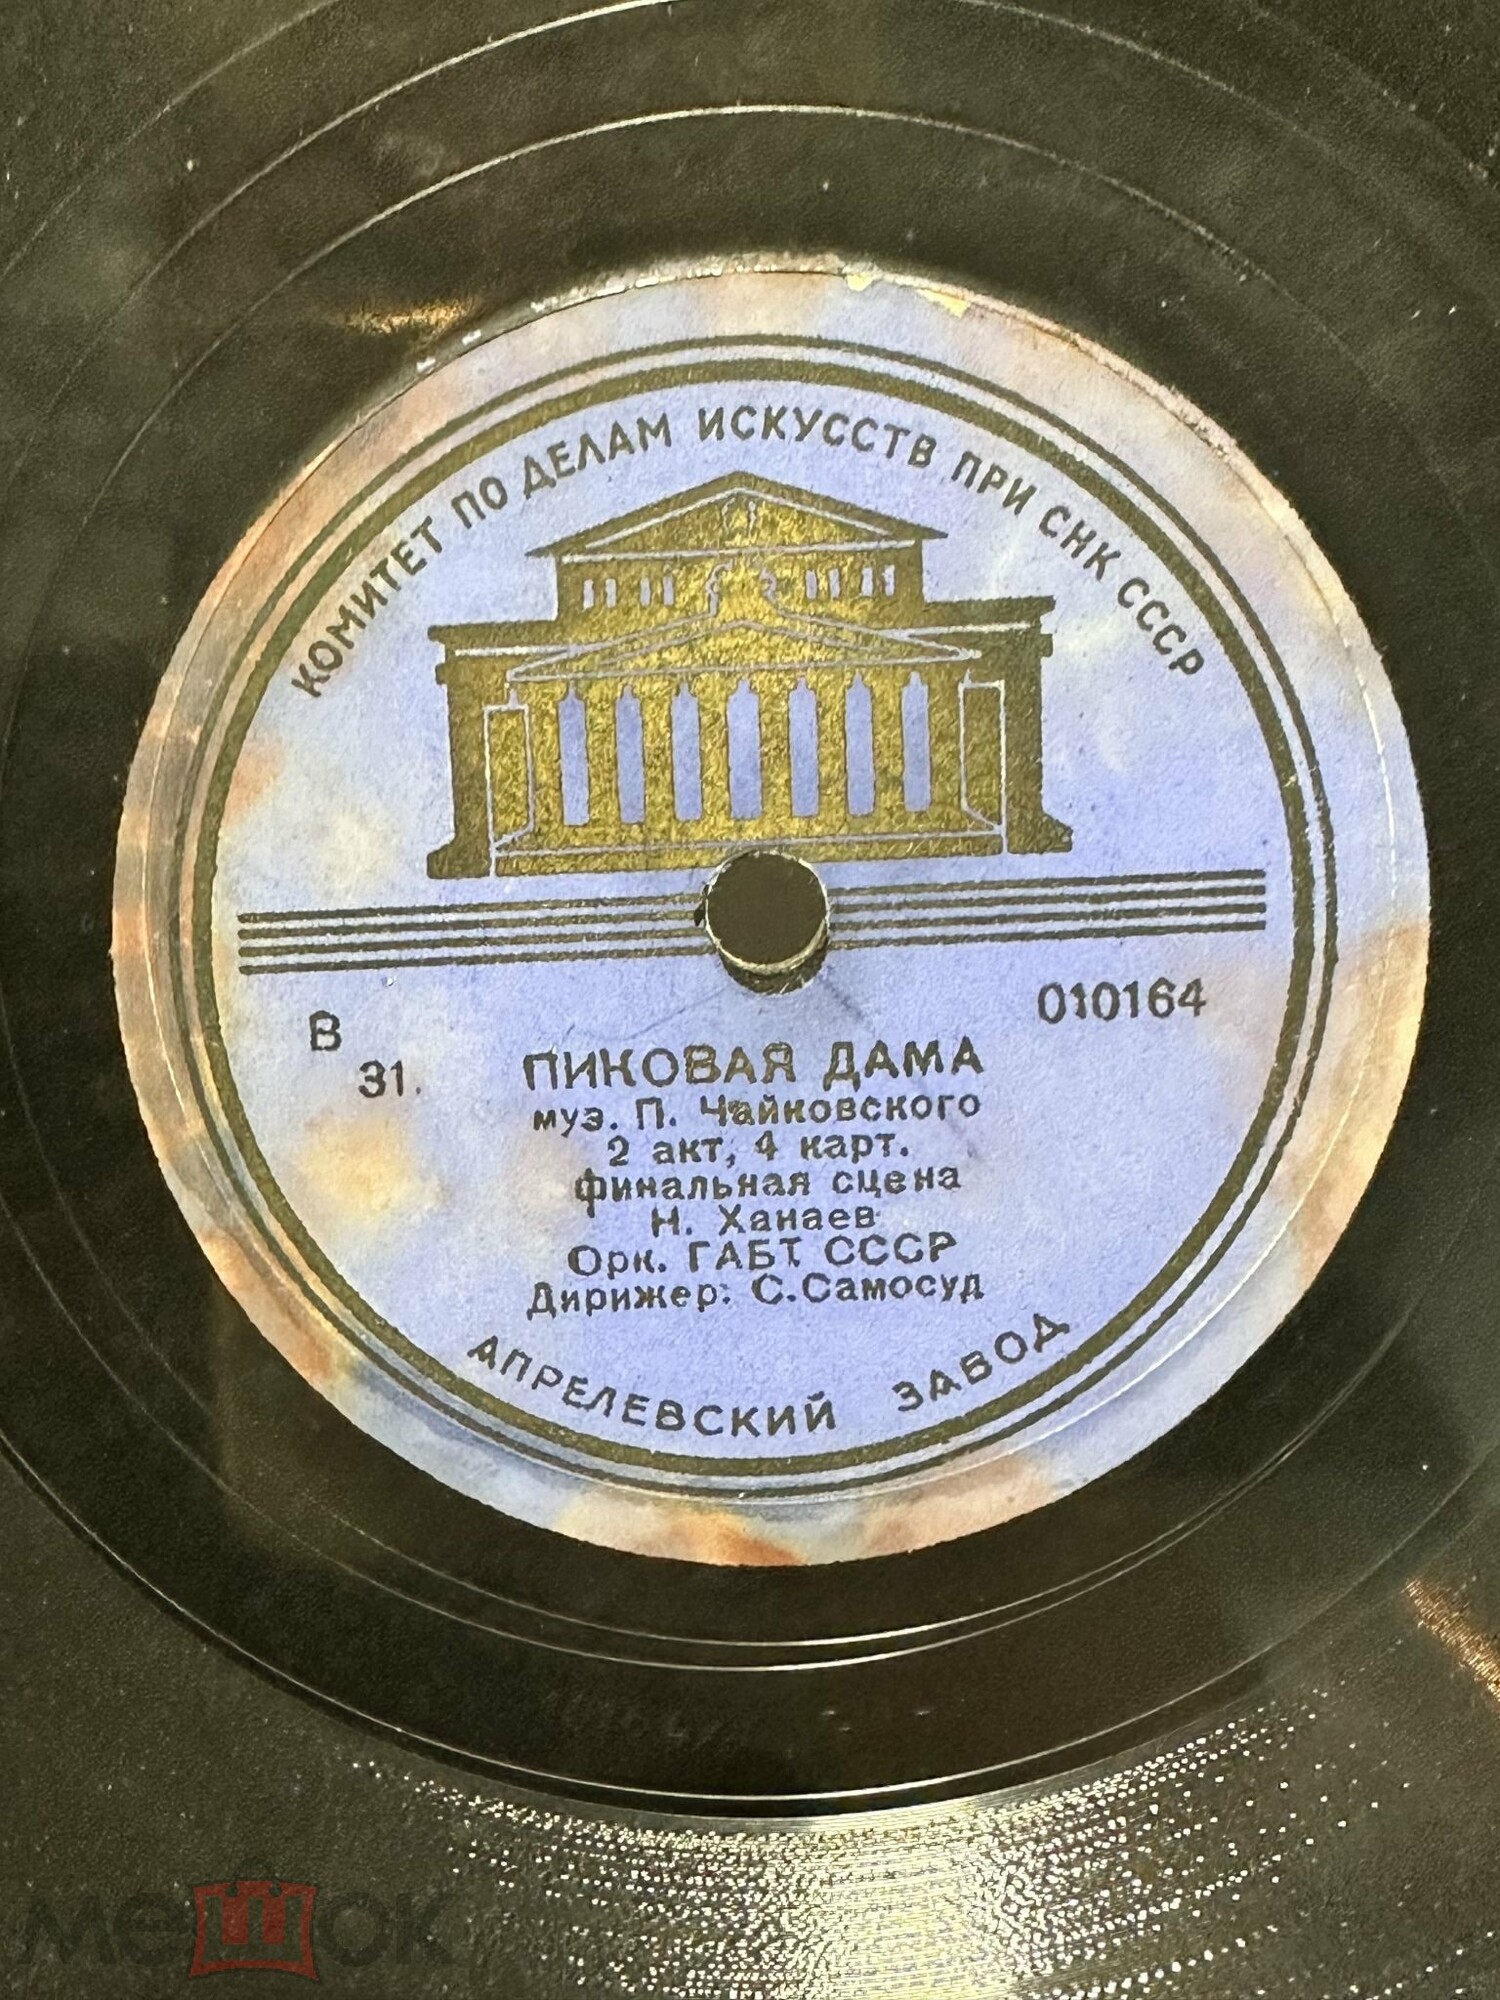 КОМИТЕТ ПО ДЕЛАМ ИСКУССТВ ПРИ СНК СССР
В
010164
31.
ПИКОВАЯ ДАМА
муз. П. Чайковского
2 акт, 4 карт.
финальная сцена
Н. Ханаев
Орк. ГАБТ СССР
Дирижер: С.Самосуд
АПРЕЛЕВСКИЙ ЗАВОД
мешок